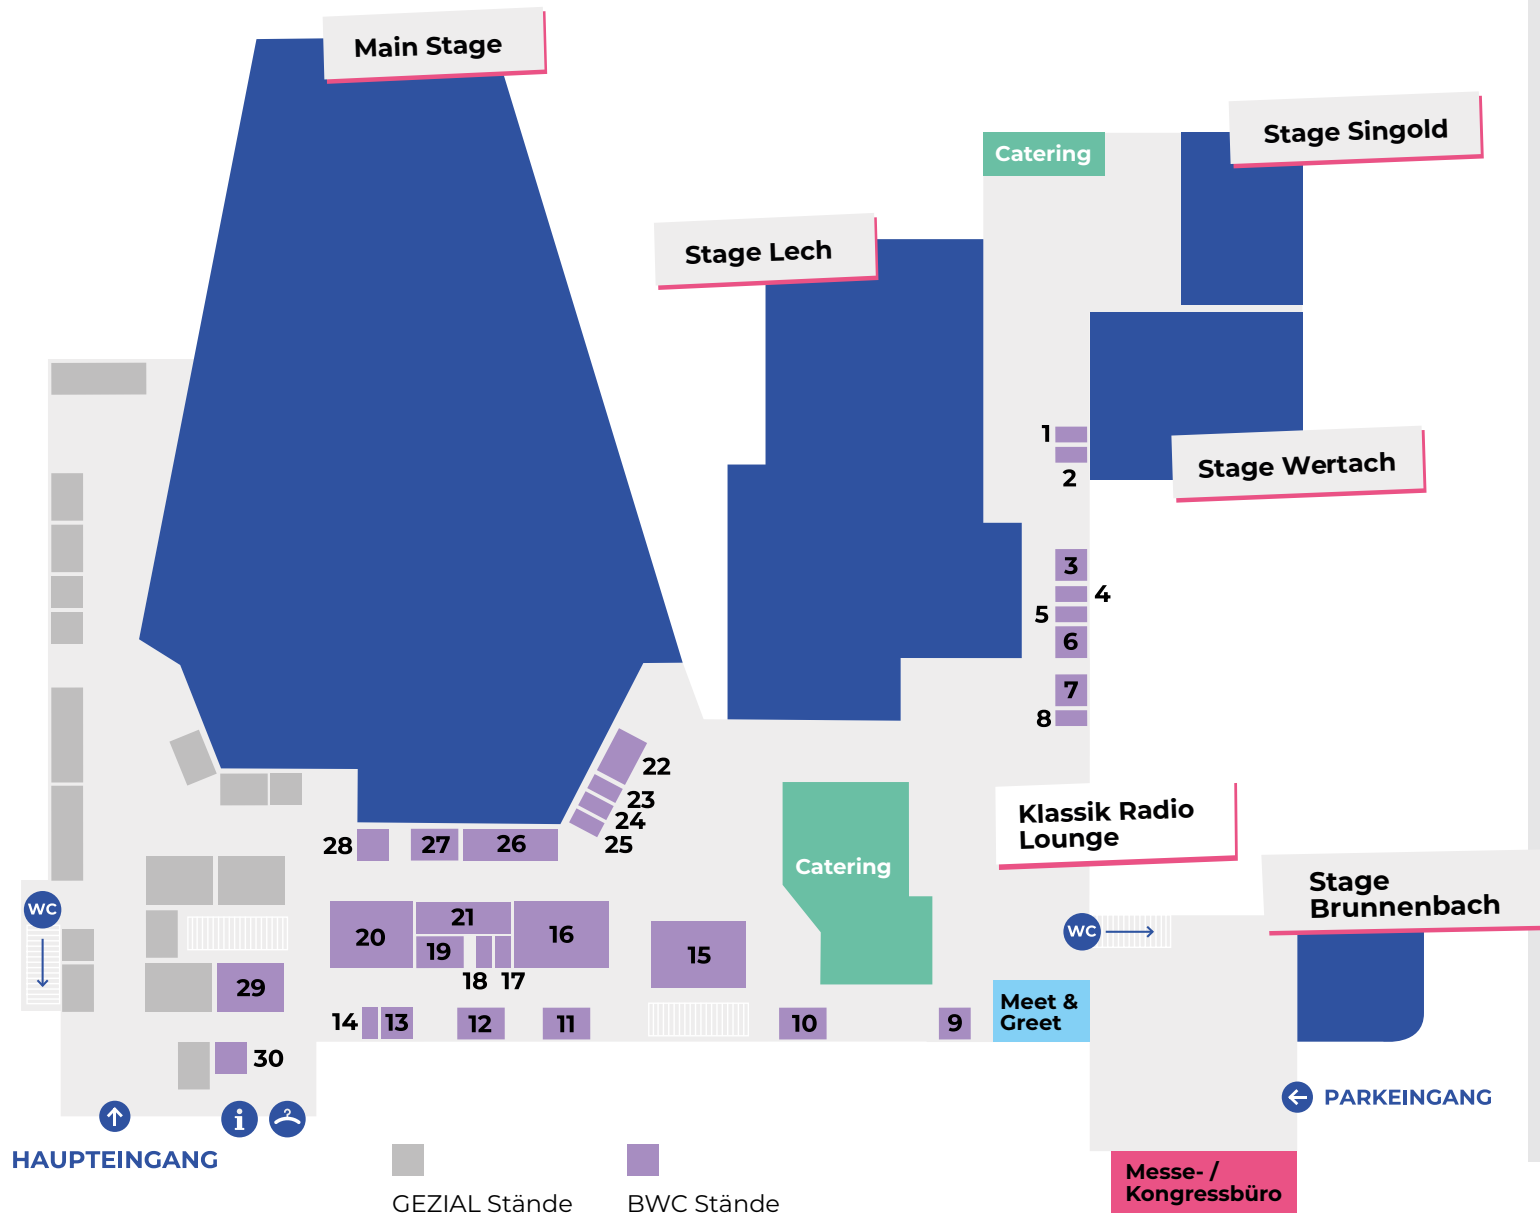 Main Stage
Stage Singold
Catering
Stage Lech
1
2
Stage Wertach
3
4
5
6
7
8
22
23
24
25
28
27
26
Klassik Radio
Lounge
Catering
Stage
Brunnenbach
WC
WC
20
21
19
18
17
16
15
29
Meet &
Greet
14
13
12
11
10
9
30
PARKEINGANG
i
HAUPTEINGANG
Messe- /
Kongressbüro
GEZIAL Stände
BWC Stände